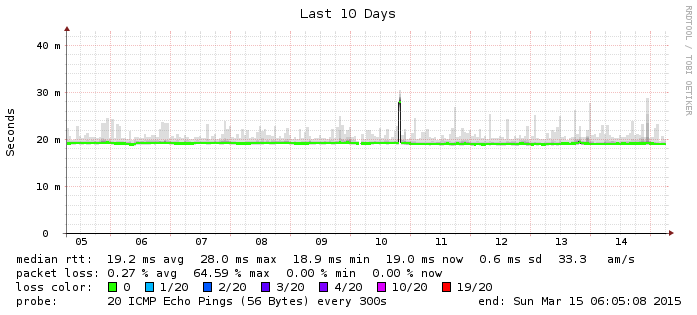 Last 10 Days
RRDTOOL / TOBI OETIKER
Seconds
40 m
30 m
20 m
10 m
0
05 06 07 08 09 10 11 12 13 14
median rtt: 19.2 ms avg 28.0 ms max 18.9 ms min 19.0 ms now 0.6 ms sd 33.3 am/s
packet loss: 0.27 % avg 64.59 % max 0.00 % min 0.00 % now
loss color: 0 1/20 2/20 3/20 4/20 10/20 19/20
probe: 20 ICMP Echo Pings (56 Bytes) every 300s end: Sun Mar 15 06:05:08 2015